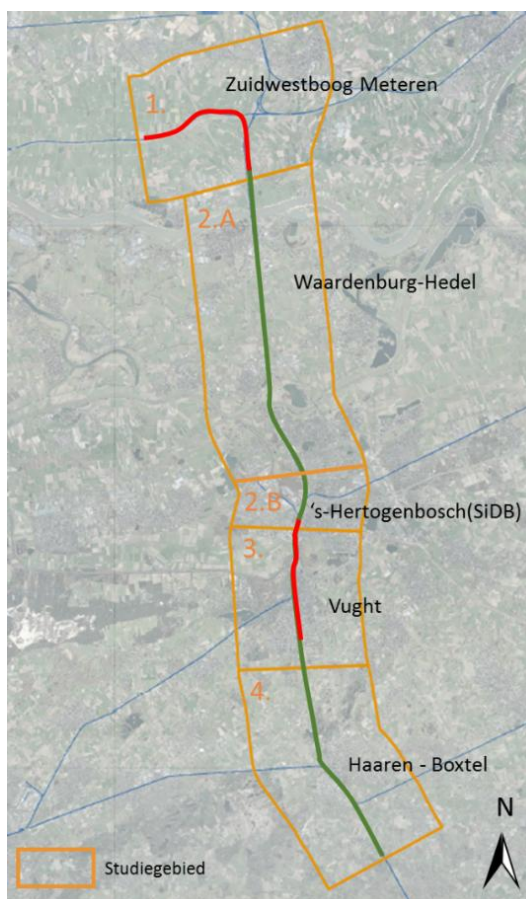 Zuidwestboog Meteren
1.
2.A
Waardenburg-Hedel
2.B
's-Hertogenbosch(SiDB)
3.
Vught
4.
Haaren - Boxtel
N
Studiegebied